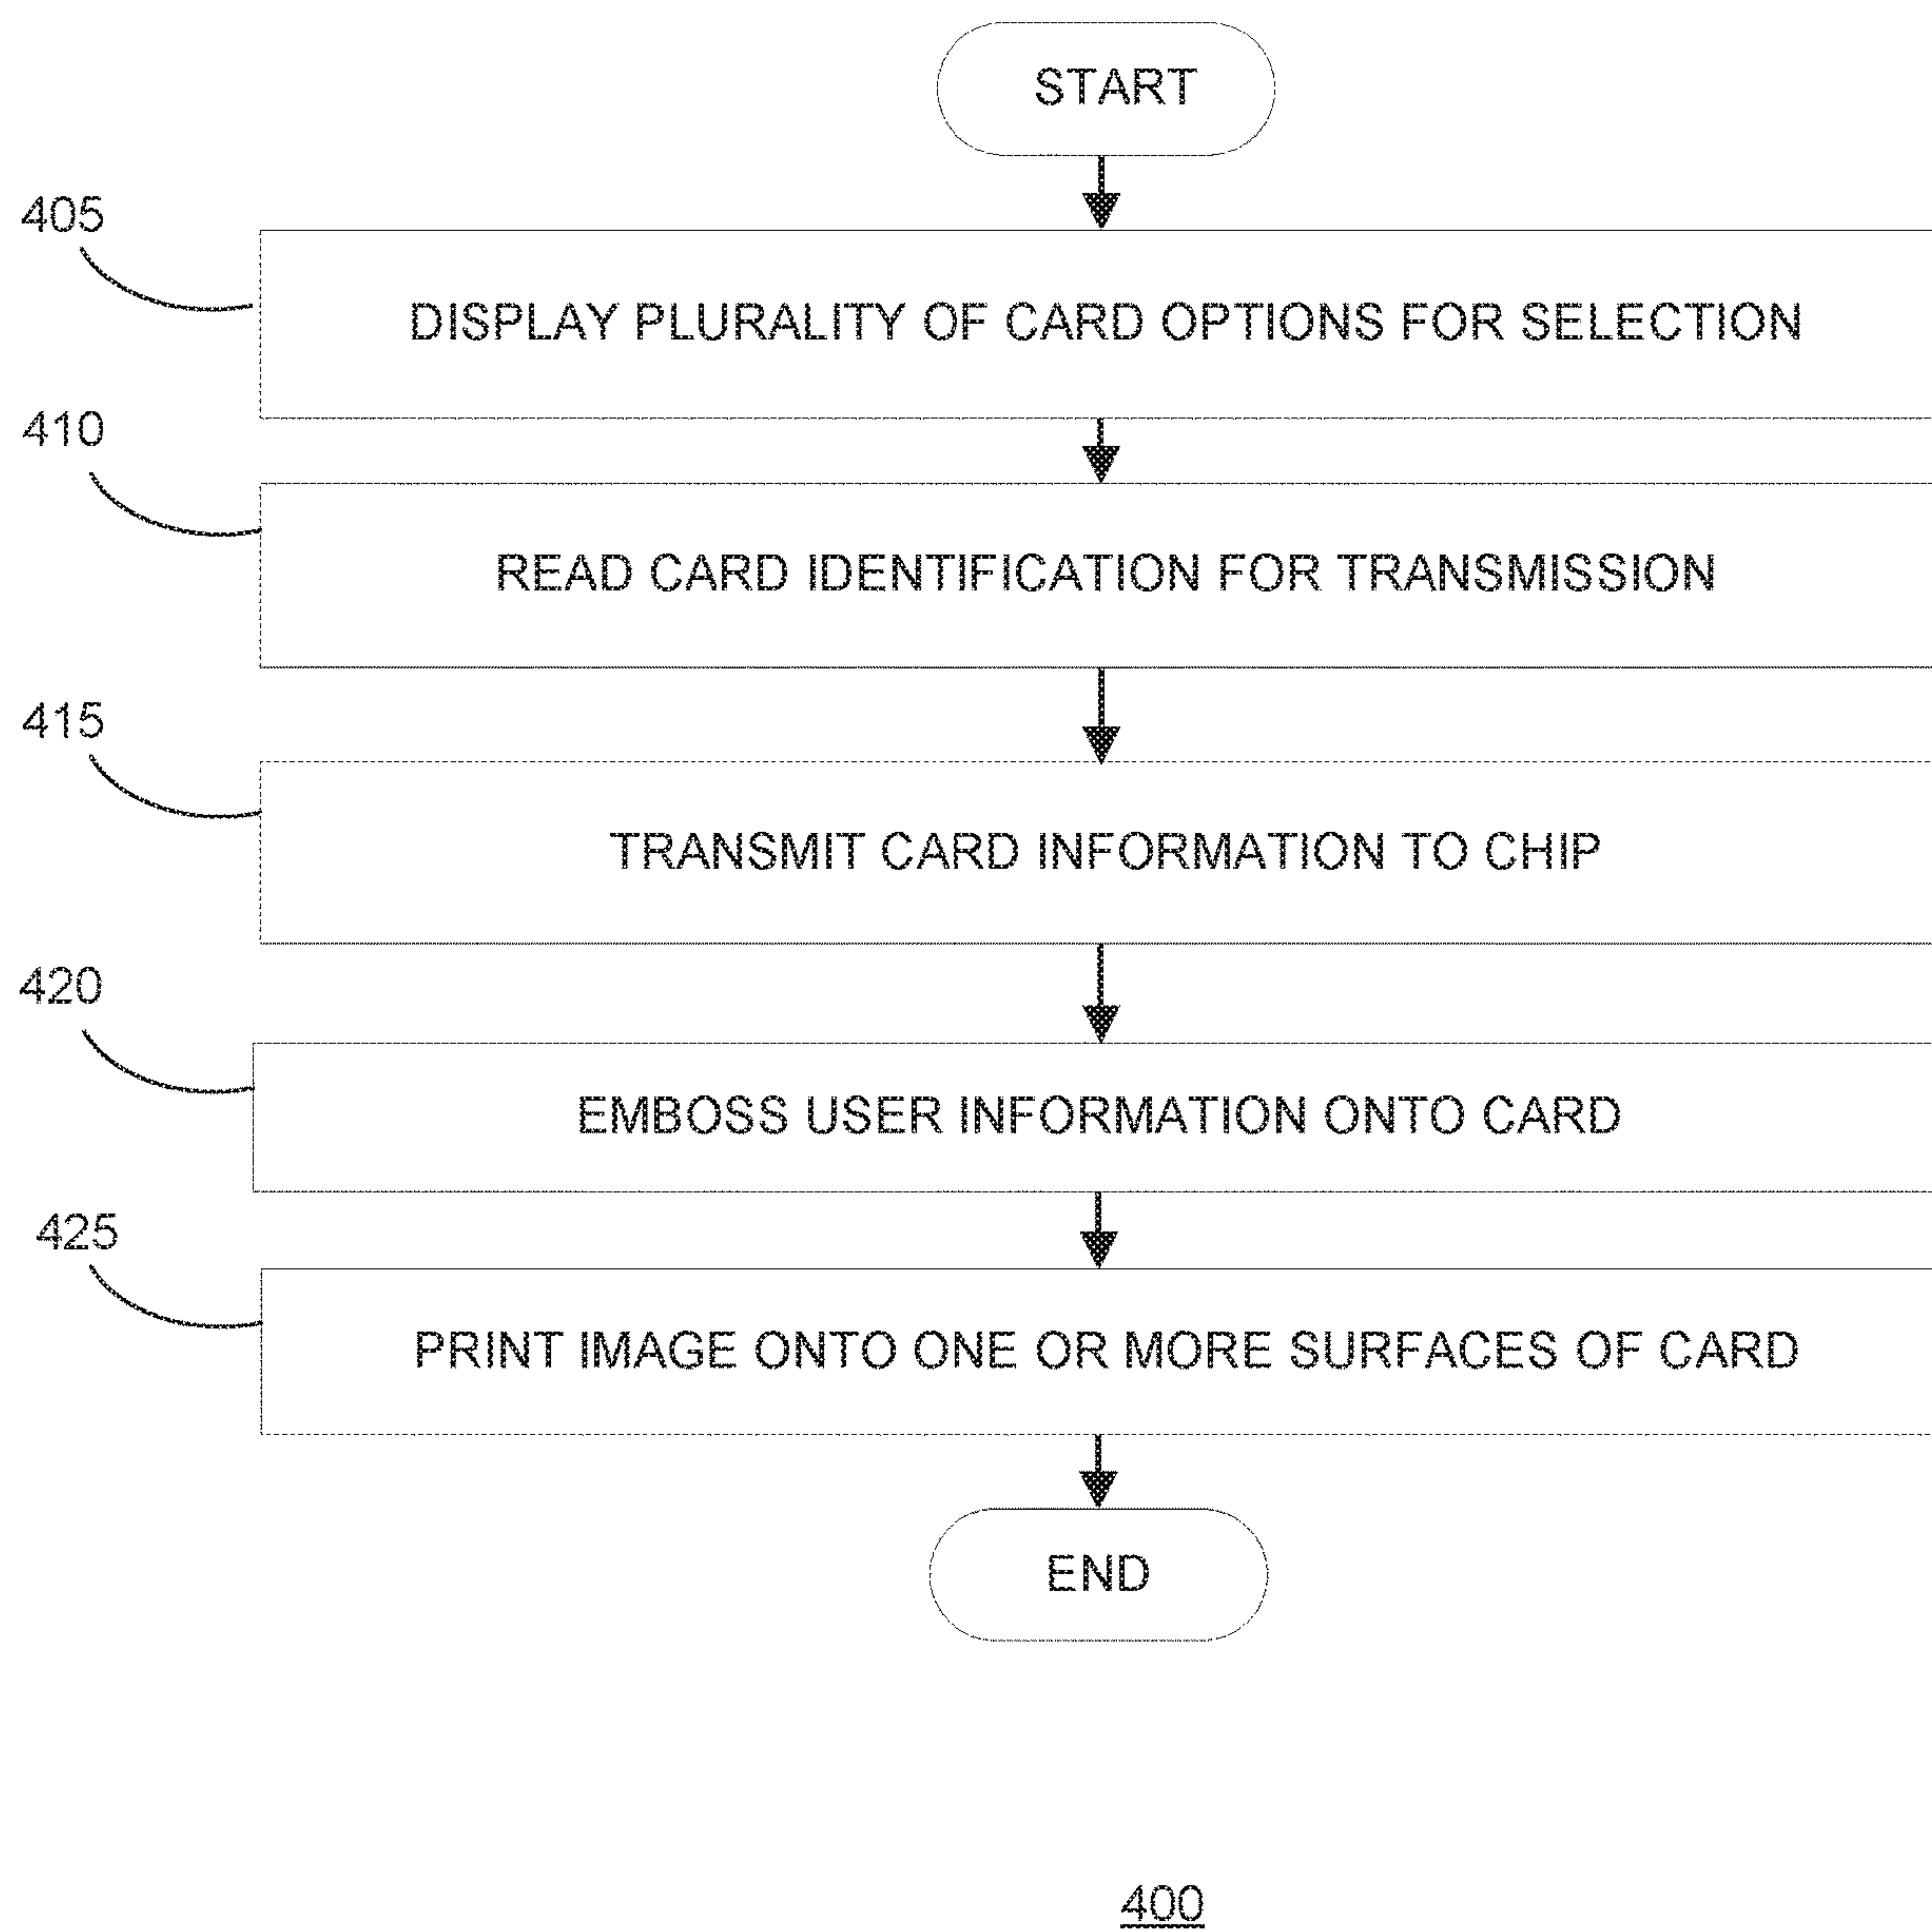 START
405
DISPLAY PLURALITY OF CARD OPTIONS FOR SELECTION
410
READ CARD IDENTIFICATION FOR TRANSMISSION
415
TRANSMIT CARD INFORMATION TO CHIP
420
EMBOSS USER INFORMATION ONTO CARD
425
PRINT IMAGE ONTO ONE OR MORE SURFACES OF CARD
END
400